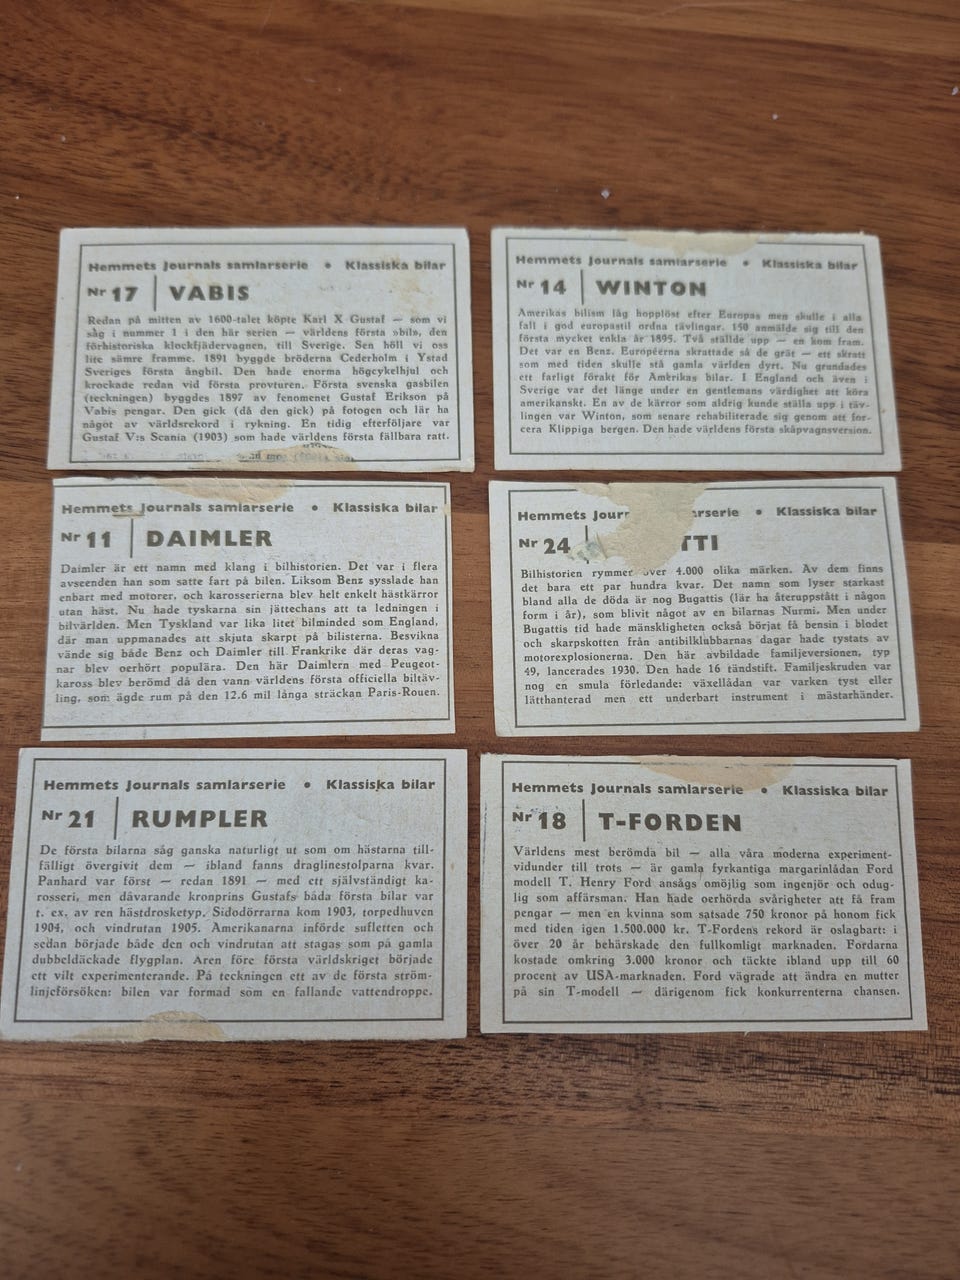 Hemmets Journals samlarserie • Klassiska bilar
Nr 17 VABIS
Redan på mitten av 1600-talet köpte Karl X Gustaf — som vi
såg i nummer 1 i den här serien — världens första »bil», den
förhistoriska klockfjädervagnen, till Sverige. Sen höll vi oss
lite sämre framme. 1891 byggde bröderna Cederholm i Ystad
Sveriges första ångbil. Den hade enorma högcykelhjul och
krockade redan vid första provturen. Första svenska gasbilen
(teckningen) byggdes 1897 av fenomenet Gustaf Erikson på
Vabis pengar. Den gick (då den gick) på fotogen och lär ha
något av världsrekord i rykning. En tidig efterföljare var
Gustaf V:s Scania (1903) som hade världens första fällbara ratt.
Hemmets Journals samlarserie • Klassiska bilar
Nr 14 WINTON
Amerikas bilism låg hopplöst efter Europas men skulle i alla
fall i god europastil ordna tävlingar. 150 anmälde sig till den
första mycket enkla år 1895. Två ställde upp — en kom fram.
Det var en Benz. Européerna skrattade så de grät — ett skratt
som med tiden skulle stå gamla världen dyrt. Nu grundades
ett farligt förakt för Amerikas bilar. I England och även i
Sverige var det länge under en gentlemans värdighet att köra
amerikanskt. En av de kärror som aldrig kunde ställa upp i täv-
lingen var Winton, som senare rehabiliterade sig genom att for-
cera Klippiga bergen. Den hade världens första skåpvagnsversion.
Hemmets Journals samlarserie • Klassiska bilar
Nr 11 DAIMLER
Daimler är ett namn med klang i bilhistorien. Det var i flera
avseenden han som satte fart på bilen. Liksom Benz sysslade han
enbart med motorer, och karosserierna blev helt enkelt hästkärror
utan häst. Nu hade tyskarna sin jättechans att ta ledningen i
bilvärlden. Men Tyskland var lika litet bilminded som England,
där man uppmanades att skjuta skarpt på bilisterna. Besvikna
vände sig både Benz och Daimler till Frankrike där deras vag-
nar blev oerhört populära. Den här Daimlern med Peugeot-
kaross blev berömd då den vann världens första officiella biltäv-
ling, som ägde rum på den 12.6 mil långa sträckan Paris-Rouen.
Hemmets Jour rserie • Klassiska bilar
Nr 24 TTI
Bilhistorien rymmer över 4.000 olika märken. Av dem finns
det bara ett par hundra kvar. Det namn som lyser starkast
bland alla de döda är nog Bugattis (lär ha återuppstått i någon
form i år), som blivit något av en bilarnas Nurmi. Men under
Bugattis tid hade mänskligheten också börjat få bensin i blodet
och skarpskotten från antibilklubbarnas dagar hade tystats av
motorexplosionerna. Den här avbildade familjeversionen, typ
49, lancerades 1930. Den hade 16 tändstift. Familjeskruden var
nog en smula förledande: växellådan var varken tyst eller
lätthanterad men ett underbart instrument i mästarhänder.
Hemmets Journals samlarserie • Klassiska bilar
Nr 21 RUMPLER
De första bilarna såg ganska naturligt ut som om hästarna till-
fälligt övergivit dem — ibland fanns draglinestolparna kvar.
Panhard var först — redan 1891 — med ett självständigt ka-
rosseri, men dåvarande kronprins Gustafs båda första bilar var
t. ex. av ren hästdrosketyp. Sidodörrarna kom 1903, torpedhuven
1904, och vindrutan 1905. Amerikanarna införde suffletten och
sedan började både den och vindrutan att stagas som på gamla
dubbeldäckade flygplan. Åren före första världskriget började
ett vilt experimenterande. På teckningen ett av de första ström-
linjeförsöken: bilen var formad som en fallande vattendroppe.
Hemmets Journals samlarserie • Klassiska bilar
Nr 18 T-FORDEN
Världens mest berömda bil — alla våra moderna experiment-
vidunder till trots — är gamla fyrkantiga margarinlådan Ford
modell T. Henry Ford ansågs omöjlig som ingenjör och odug-
lig som affärsman. Han hade oerhörda svårigheter att få fram
pengar — men en kvinna som satsade 750 kronor på honom fick
med tiden igen 1.500.000 kr. T-Fordens rekord är oslagbart: i
över 20 år behärskade den fullkomligt marknaden. Fordarna
kostade omkring 3.000 kronor och täckte ibland upp till 60
procent av USA-marknaden. Ford vägrade att ändra en mutter
på sin T-modell — därigenom fick konkurrenterna chansen.